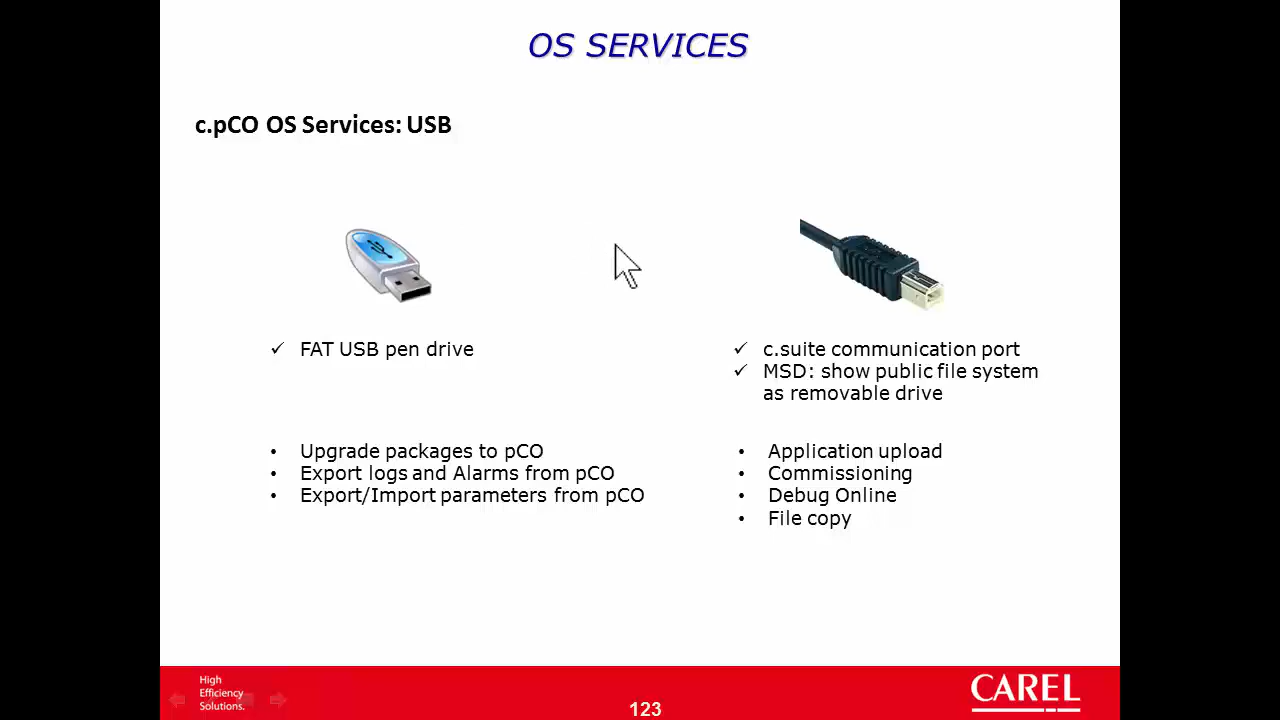 OS SERVICES
c.pCO OS Services: USB
✓ FAT USB pen drive
• Upgrade packages to pCO
• Export logs and Alarms from pCO
• Export/Import parameters from pCO
✓ c.suite communication port
✓ MSD: show public file system
as removable drive
• Application upload
• Commissioning
• Debug Online
• File copy
High
Efficiency
Solutions.
123
CAREL